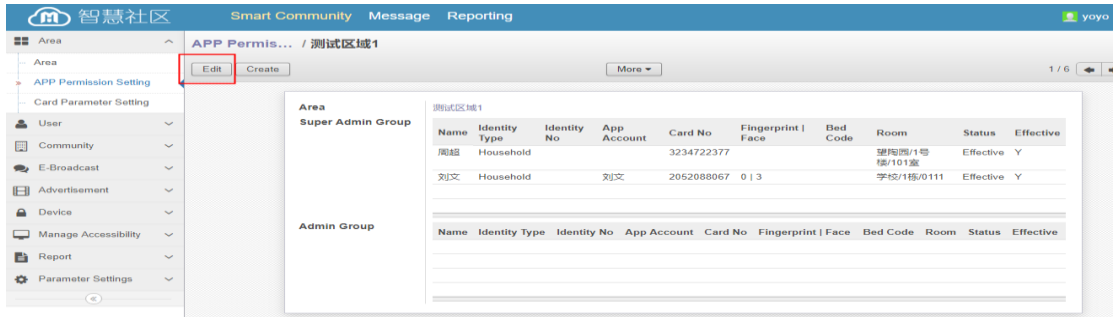 智慧社区 Smart Community Message Reporting yoyo
Area
Area
APP Permission Setting
Card Parameter Setting
User
Community
E-Broadcast
Advertisement
Device
Manage Accessibility
Report
Parameter Settings
APP Permis... / 测试区域1
Edit Create More 1 / 6
Area 测试区域1
Super Admin Group
Name Identity Type Identity No App Account Card No Fingerprint | Face Bed Code Room Status Effective
周超 Household 3234722377 望陶园/1号楼/101室 Effective Y
刘文 Household 刘文 2052088067 0 | 3 学校/1栋/0111 Effective Y
Admin Group
Name Identity Type Identity No App Account Card No Fingerprint | Face Bed Code Room Status Effective